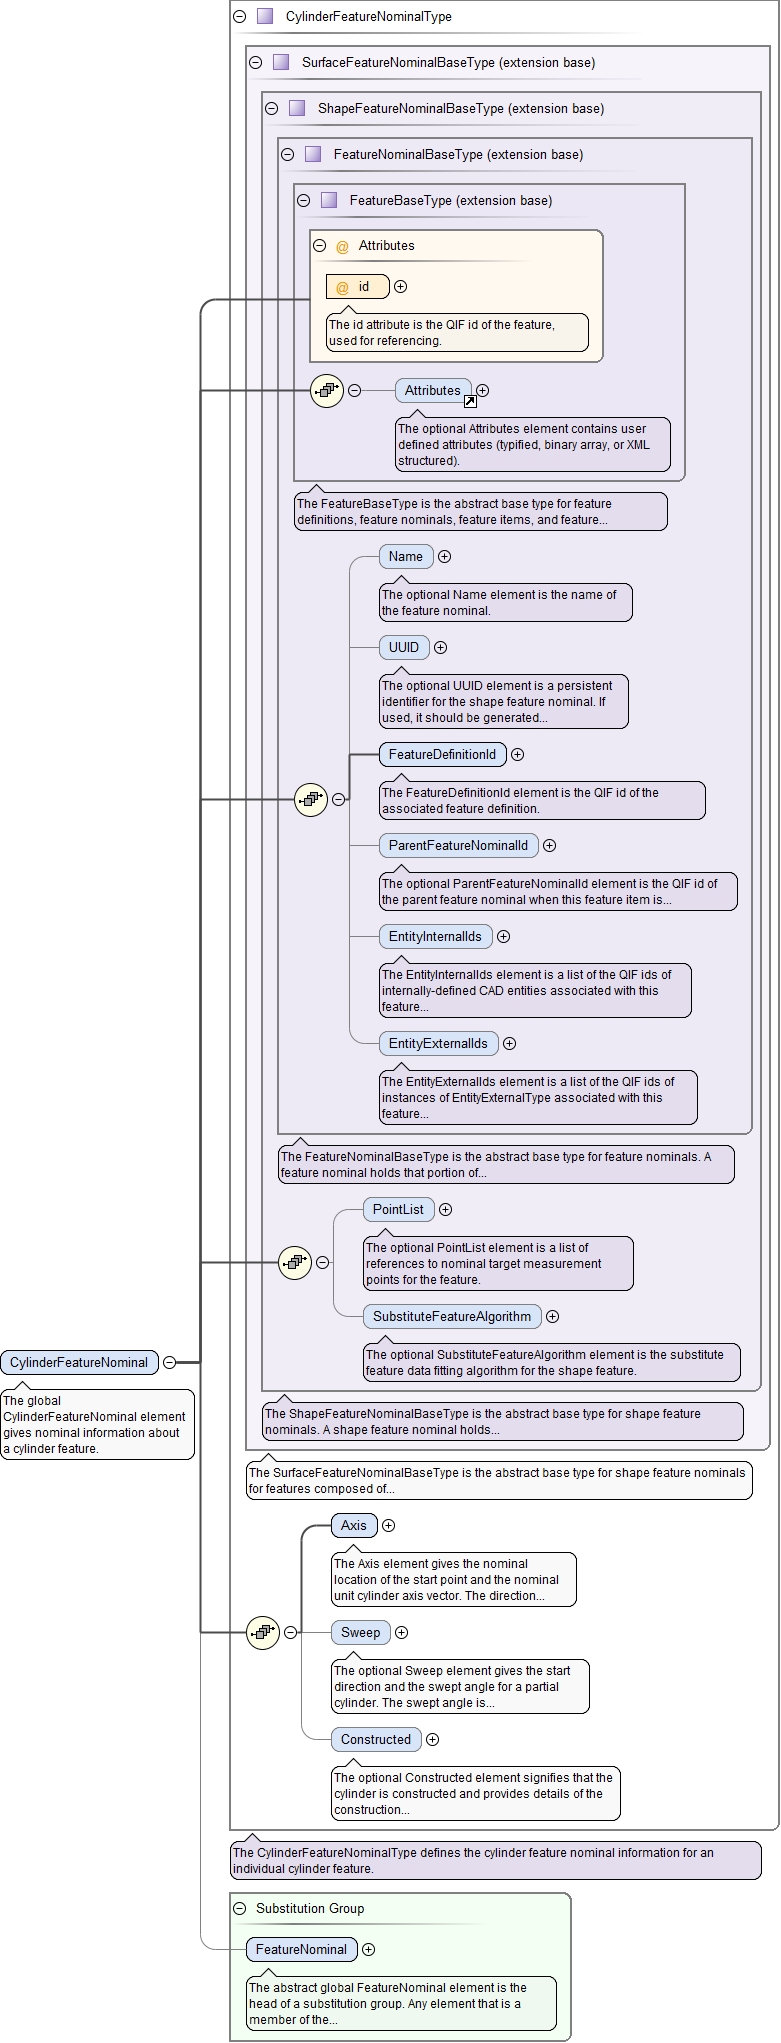 CylinderFeatureNominalType
SurfaceFeatureNominalBaseType (extension base)
ShapeFeatureNominalBaseType (extension base)
FeatureNominalBaseType (extension base)
FeatureBaseType (extension base)
@ Attributes
@ id
The id attribute is the QIF id of the feature,
used for referencing.
Attributes
The optional Attributes element contains user
defined attributes (typified, binary array, or XML
structured).
The FeatureBaseType is the abstract base type for feature
definitions, feature nominals, feature items, and feature...
Name
The optional Name element is the name of
the feature nominal.
UUID
The optional UUID element is a persistent
identifier for the shape feature nominal. If
used, it should be generated...
FeatureDefinitionId
The FeatureDefinitionId element is the QIF id of the
associated feature definition.
ParentFeatureNominalId
The optional ParentFeatureNominalId element is the QIF id of
the parent feature nominal when this feature item is...
EntityInternalIds
The EntityInternalIds element is a list of the QIF ids of
internally-defined CAD entities associated with this
feature...
EntityExternalIds
The EntityExternalIds element is a list of the QIF ids of
instances of EntityExternalType associated with this
feature...
The FeatureNominalBaseType is the abstract base type for feature nominals. A
feature nominal holds that portion of...
PointList
The optional PointList element is a list of
references to nominal target measurement
points for the feature.
SubstituteFeatureAlgorithm
The optional SubstituteFeatureAlgorithm element is the substitute
feature data fitting algorithm for the shape feature.
CylinderFeatureNominal
The global
CylinderFeatureNominal element
gives nominal information about
a cylinder feature.
The ShapeFeatureNominalBaseType is the abstract base type for shape feature
nominals. A shape feature nominal holds...
The SurfaceFeatureNominalBaseType is the abstract base type for shape feature nominals
for features composed of...
Axis
The Axis element gives the nominal
location of the start point and the nominal
unit cylinder axis vector. The direction...
Sweep
The optional Sweep element gives the start
direction and the swept angle for a partial
cylinder. The swept angle is...
Constructed
The optional Constructed element signifies that the
cylinder is constructed and provides details of the
construction...
The CylinderFeatureNominalType defines the cylinder feature nominal information for an
individual cylinder feature.
Substitution Group
FeatureNominal
The abstract global FeatureNominal element is the
head of a substitution group. Any element that is a
member of the...